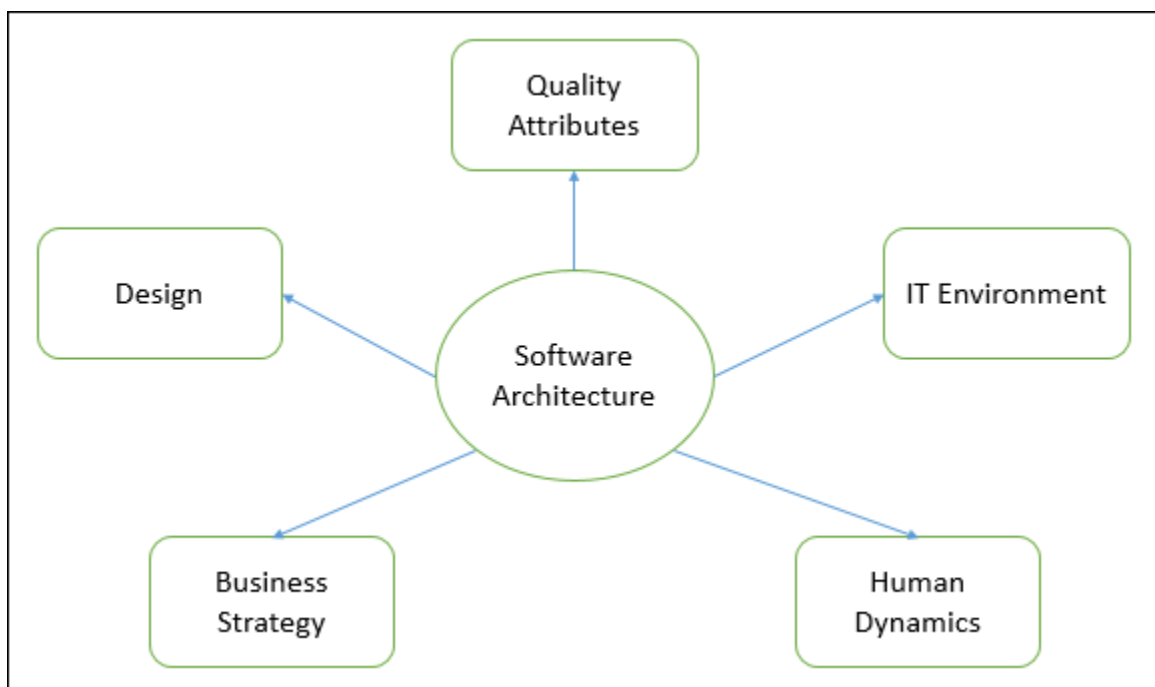 Quality
Attributes
Design
IT Environment
Software
Architecture
Business
Strategy
Human
Dynamics